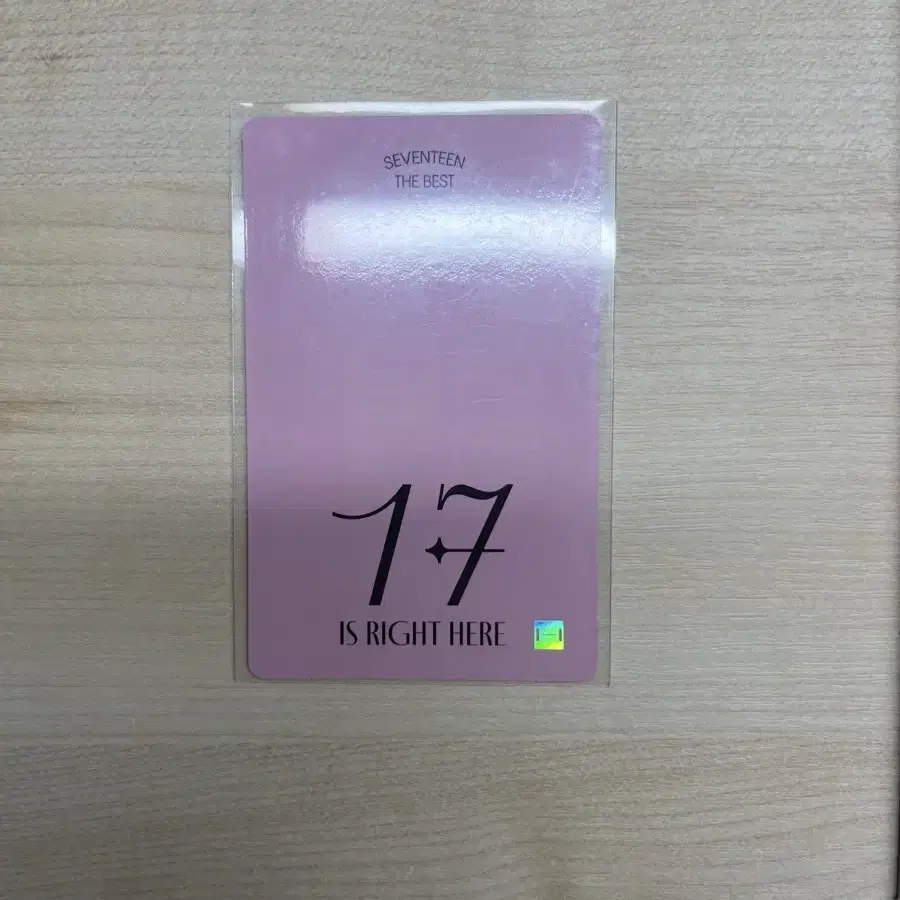 SEVENTEEN
THE BEST
17
IS RIGHT HERE